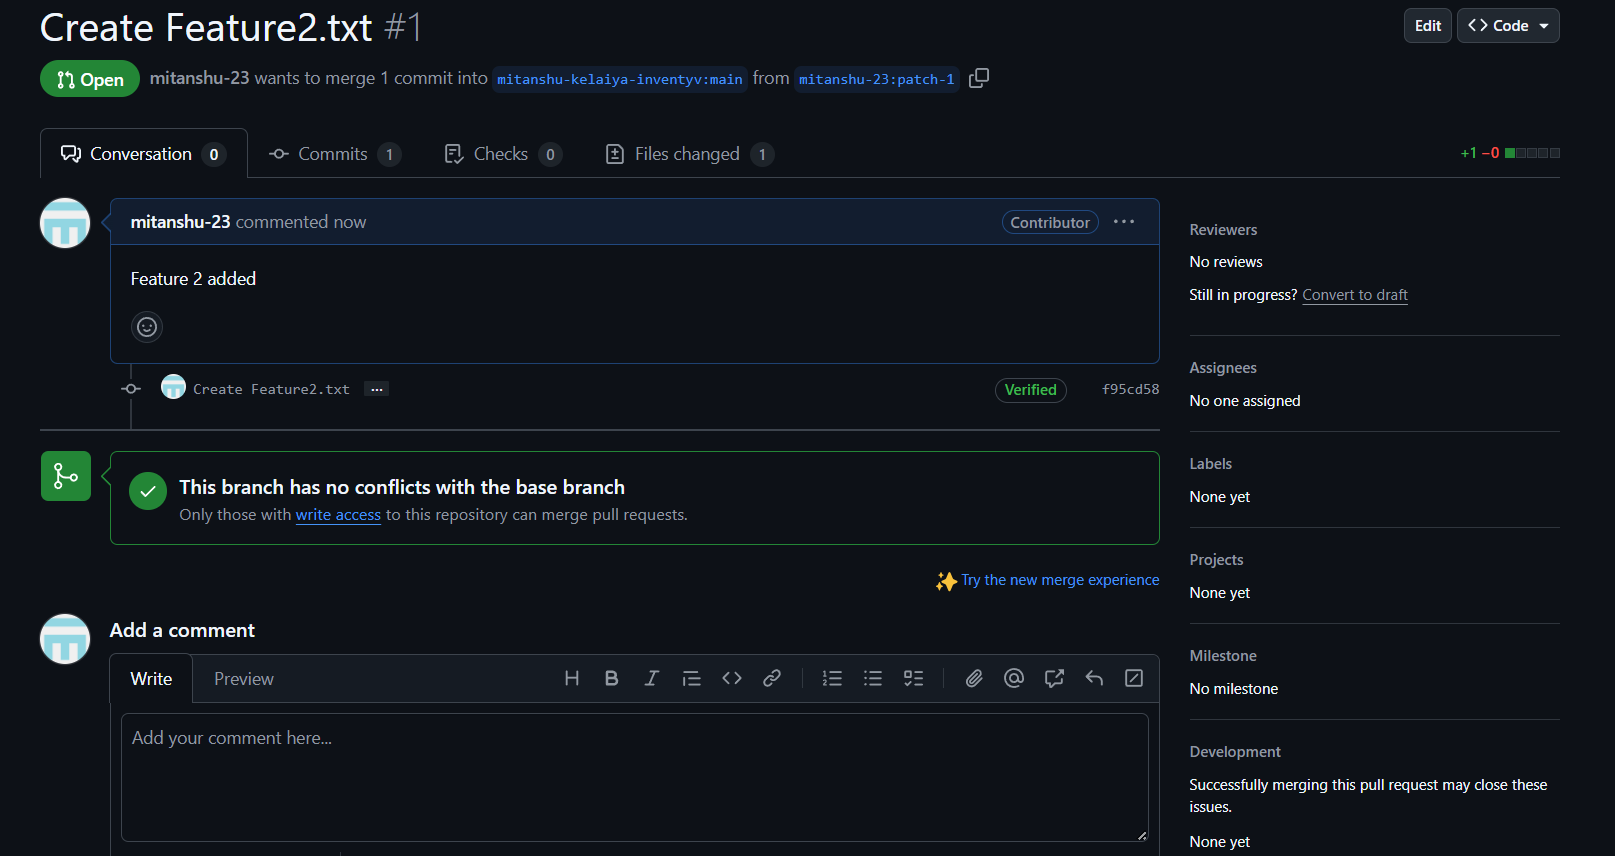 Create Feature2.txt #1
Edit
Code
Open
mitanshu-23 wants to merge 1 commit into mitanshu-kelaiya-inventyv:main from mitanshu-23:patch-1
Conversation 0
Commits 1
Checks 0
Files changed 1
+1 −0
mitanshu-23 commented now
Contributor
Feature 2 added
Create Feature2.txt ...
Verified
f95cd58
This branch has no conflicts with the base branch
Only those with write access to this repository can merge pull requests.
Try the new merge experience
Add a comment
Write
Preview
Add your comment here...
Reviewers
No reviews
Still in progress? Convert to draft
Assignees
No one assigned
Labels
None yet
Projects
None yet
Milestone
No milestone
Development
Successfully merging this pull request may close these
issues.
None yet